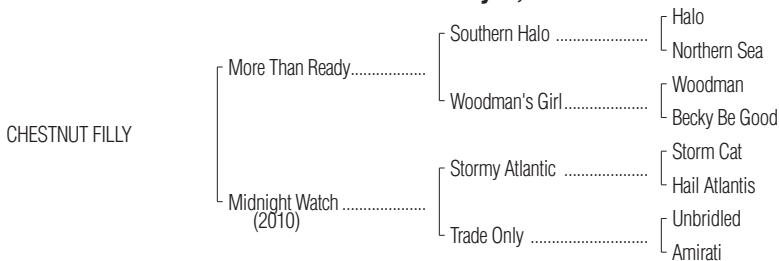 Halo
Southern Halo ......................
Northern Sea
More Than Ready..................
Woodman
Woodman's Girl....................
Becky Be Good
CHESTNUT FILLY
Storm Cat
Stormy Atlantic ....................
Hail Atlantis
Midnight Watch ....................
(2010)
Unbridled
Trade Only ............................
Amirati